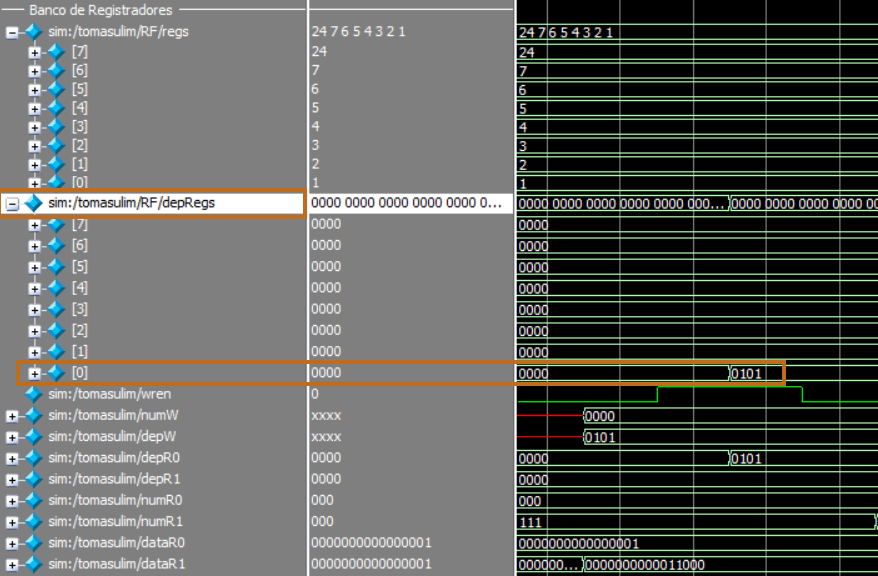 Banco de Registradores
sim:/tomasulim/RF/regs 24 7 6 5 4 3 2 1 24 7 6 5 4 3 2 1
[7] 24 24
[6] 7 7
[5] 6 6
[4] 5 5
[3] 4 4
[2] 3 3
[1] 2 2
[0] 1 1
sim:/tomasulim/RF/depRegs 0000 0000 0000 0000 0000 0... 0000 0000 0000 0000 0000 000... 0000 0000 0000 0000 00
[7] 0000 0000
[6] 0000 0000
[5] 0000 0000
[4] 0000 0000
[3] 0000 0000
[2] 0000 0000
[1] 0000 0000
[0] 0000 0000 0101
sim:/tomasulim/wren 0
sim:/tomasulim/numW xxxx 0000
sim:/tomasulim/depW xxxx 0101
sim:/tomasulim/depR0 0000 0000 0101
sim:/tomasulim/depR1 0000 0000
sim:/tomasulim/numR0 000 000
sim:/tomasulim/numR1 000 111
sim:/tomasulim/dataR0 0000000000000001 0000000000000001
sim:/tomasulim/dataR1 0000000000000001 000000... 0000000000011000